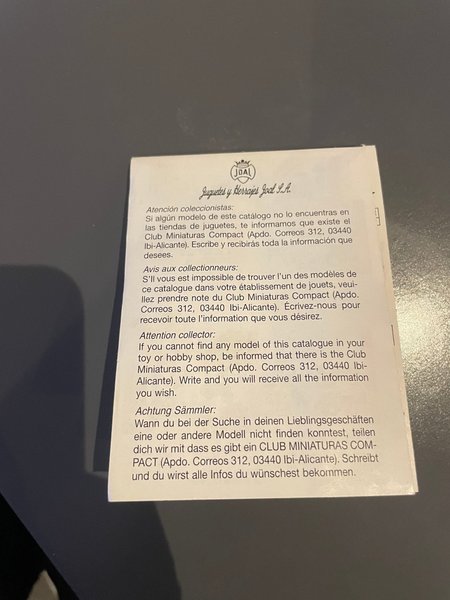 JOAL
Juguetes y Herrajes Joal S.A.
Atención coleccionistas:
Si algún modelo de este catálogo no lo encuentras en
las tiendas de juguetes, te informamos que existe el
Club Miniaturas Compact (Apdo. Correos 312, 03440
Ibi-Alicante). Escribe y recibirás toda la información que
desees.
Avis aux collectionneurs:
S'Il vous est impossible de trouver l'un des modèles de
ce catalogue dans votre établisement de jouets, veui-
llez prendre note du Club Miniaturas Compact (Apdo.
Correos 312, 03440 Ibi-Alicante). Écrivez-nous pour
recevoir toute l'information que vous désirez.
Attention collector:
If you cannot find any model of this catalogue in your
toy or hobby shop, be informed that there is the Club
Miniaturas Compact (Apdo. Correos 312, 03440 Ibi-
Alicante). Write and you will receive all the information
you wish.
Achtung Sämmler:
Wann du bei der Suche in deinen Lieblingsgeschäften
eine oder andere Modell nicht finden konntest, teilen
dich wir mit dass es gibt ein CLUB MINIATURAS COM-
PACT (Apdo. Correos 312, 03440 Ibi-Alicante). Schreibt
und du wirst alle Infos du wünschest bekommen.